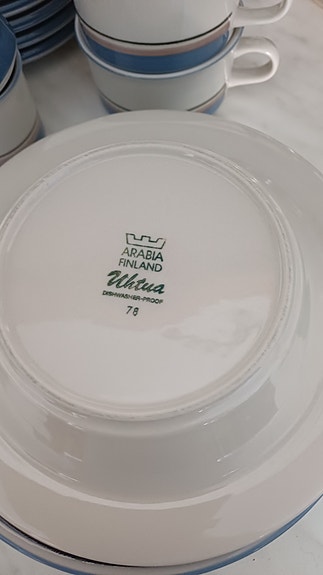 ARABIA
FINLAND
Uhtua
DISHWASHER-PROOF
78